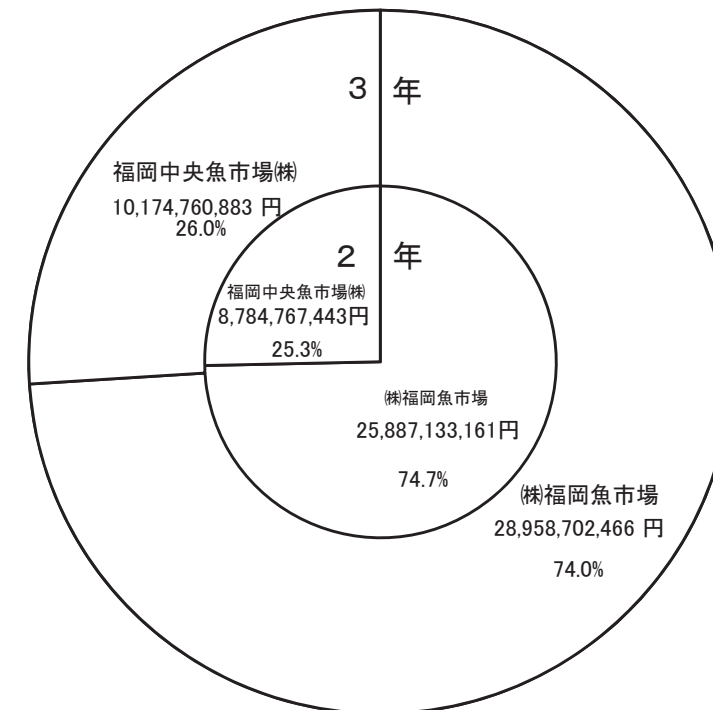 ３ 年
福岡中央魚市場㈱
10,174,760,883 円
26.0%
２ 年
福岡中央魚市場㈱
8,784,767,443円
25.3%
㈱福岡魚市場
25,887,133,161円
74.7%
㈱福岡魚市場
28,958,702,466 円
74.0%